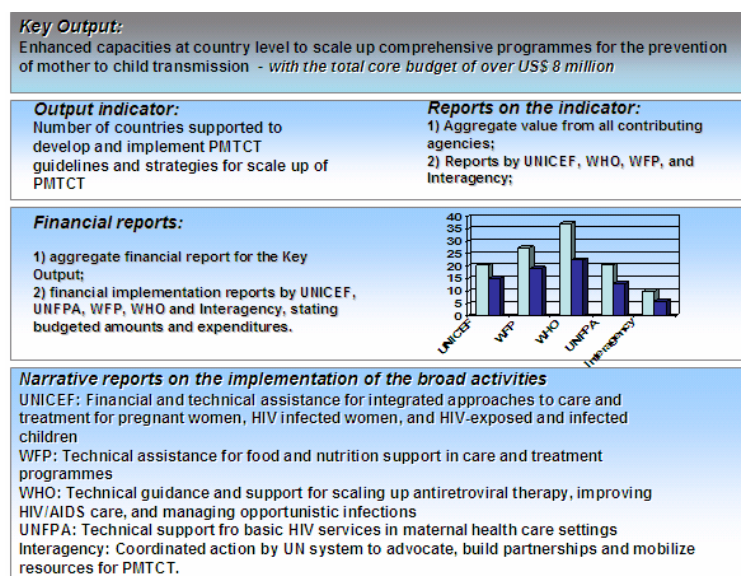 Key Output:
Enhanced capacities at country level to scale up comprehensive programmes for the prevention
of mother to child transmission - with the total core budget of over US$ 8 million
Output indicator:
Number of countries supported to
develop and implement PMTCT
guidelines and strategies for scale up of
PMTCT
Reports on the indicator:
1) Aggregate value from all contributing
agencies;
2) Reports by UNICEF, WHO, WFP, and
Interagency;
Financial reports:
1) aggregate financial report for the Key
Output;
2) financial implementation reports by UNICEF,
UNFPA, WFP, WHO and Interagency, stating
budgeted amounts and expenditures.
40
35
30
25
20
15
10
5
0
UNICEF
WFP
WHO
UNFPA
Interagency
Narrative reports on the implementation of the broad activities
UNICEF: Financial and technical assistance for integrated approaches to care and
treatment for pregnant women, HIV infected women, and HIV-exposed and infected
children
WFP: Technical assistance for food and nutrition support in care and treatment
programmes
WHO: Technical guidance and support for scaling up antiretroviral therapy, improving
HIV/AIDS care, and managing opportunistic infections
UNFPA: Technical support fro basic HIV services in maternal health care settings
Interagency: Coordinated action by UN system to advocate, build partnerships and mobilize
resources for PMTCT.